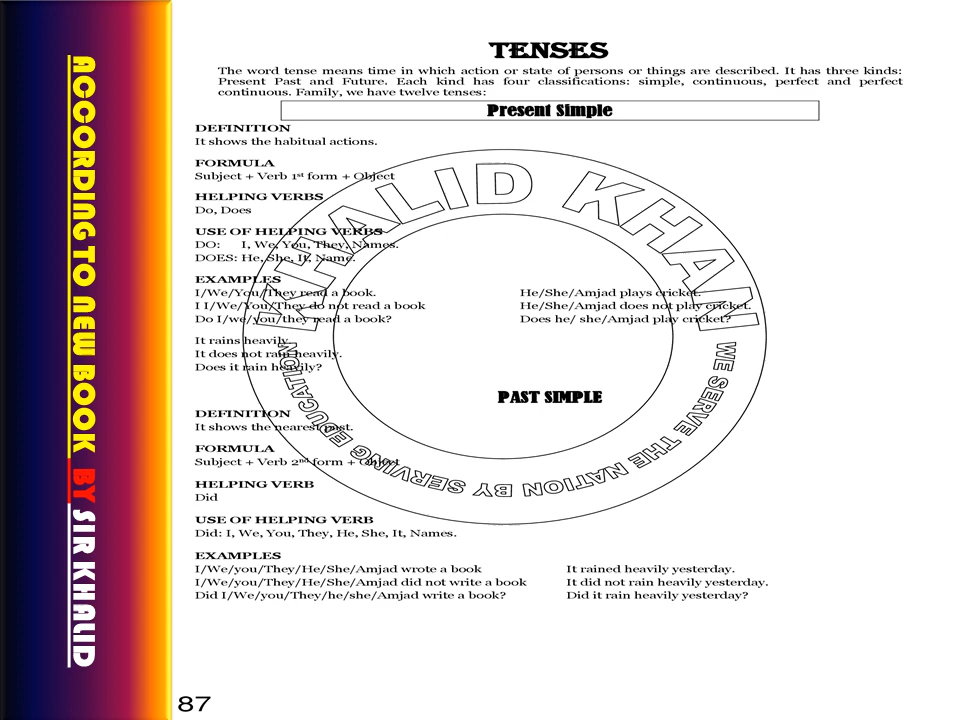 ACCORDING TO NEW BOOK BY SIR KHALID
TENSES
The word tense means time in which action or state of persons or things are described. It has three kinds:
Present Past and Future. Each kind has four classifications: simple, continuous, perfect and perfect
continuous. Family, we have twelve tenses:
Present Simple
DEFINITION
It shows the habitual actions.
FORMULA
Subject + Verb 1st form + Object
HELPING VERBS
Do, Does
USE OF HELPING VERBS
DO: I, We, You, They, Names.
DOES: He, She, It, Name.
EXAMPLES
I/We/You/They read a book. He/She/Amjad plays cricket.
I I/We/You/They do not read a book He/She/Amjad does not play cricket.
Do I/we/you/they read a book? Does he/ she/Amjad play cricket?
It rains heavily.
It does not rain heavily.
Does it rain heavily?
PAST SIMPLE
DEFINITION
It shows the nearest past.
FORMULA
Subject + Verb 2nd form + Object
HELPING VERB
Did
USE OF HELPING VERB
Did: I, We, You, They, He, She, It, Names.
EXAMPLES
I/We/you/They/He/She/Amjad wrote a book It rained heavily yesterday.
I/We/you/They/He/She/Amjad did not write a book It did not rain heavily yesterday.
Did I/We/you/They/he/she/Amjad write a book? Did it rain heavily yesterday?
M.KHALID KHAN
WE SERVE THE NATION BY SERVING EDUCATION
87